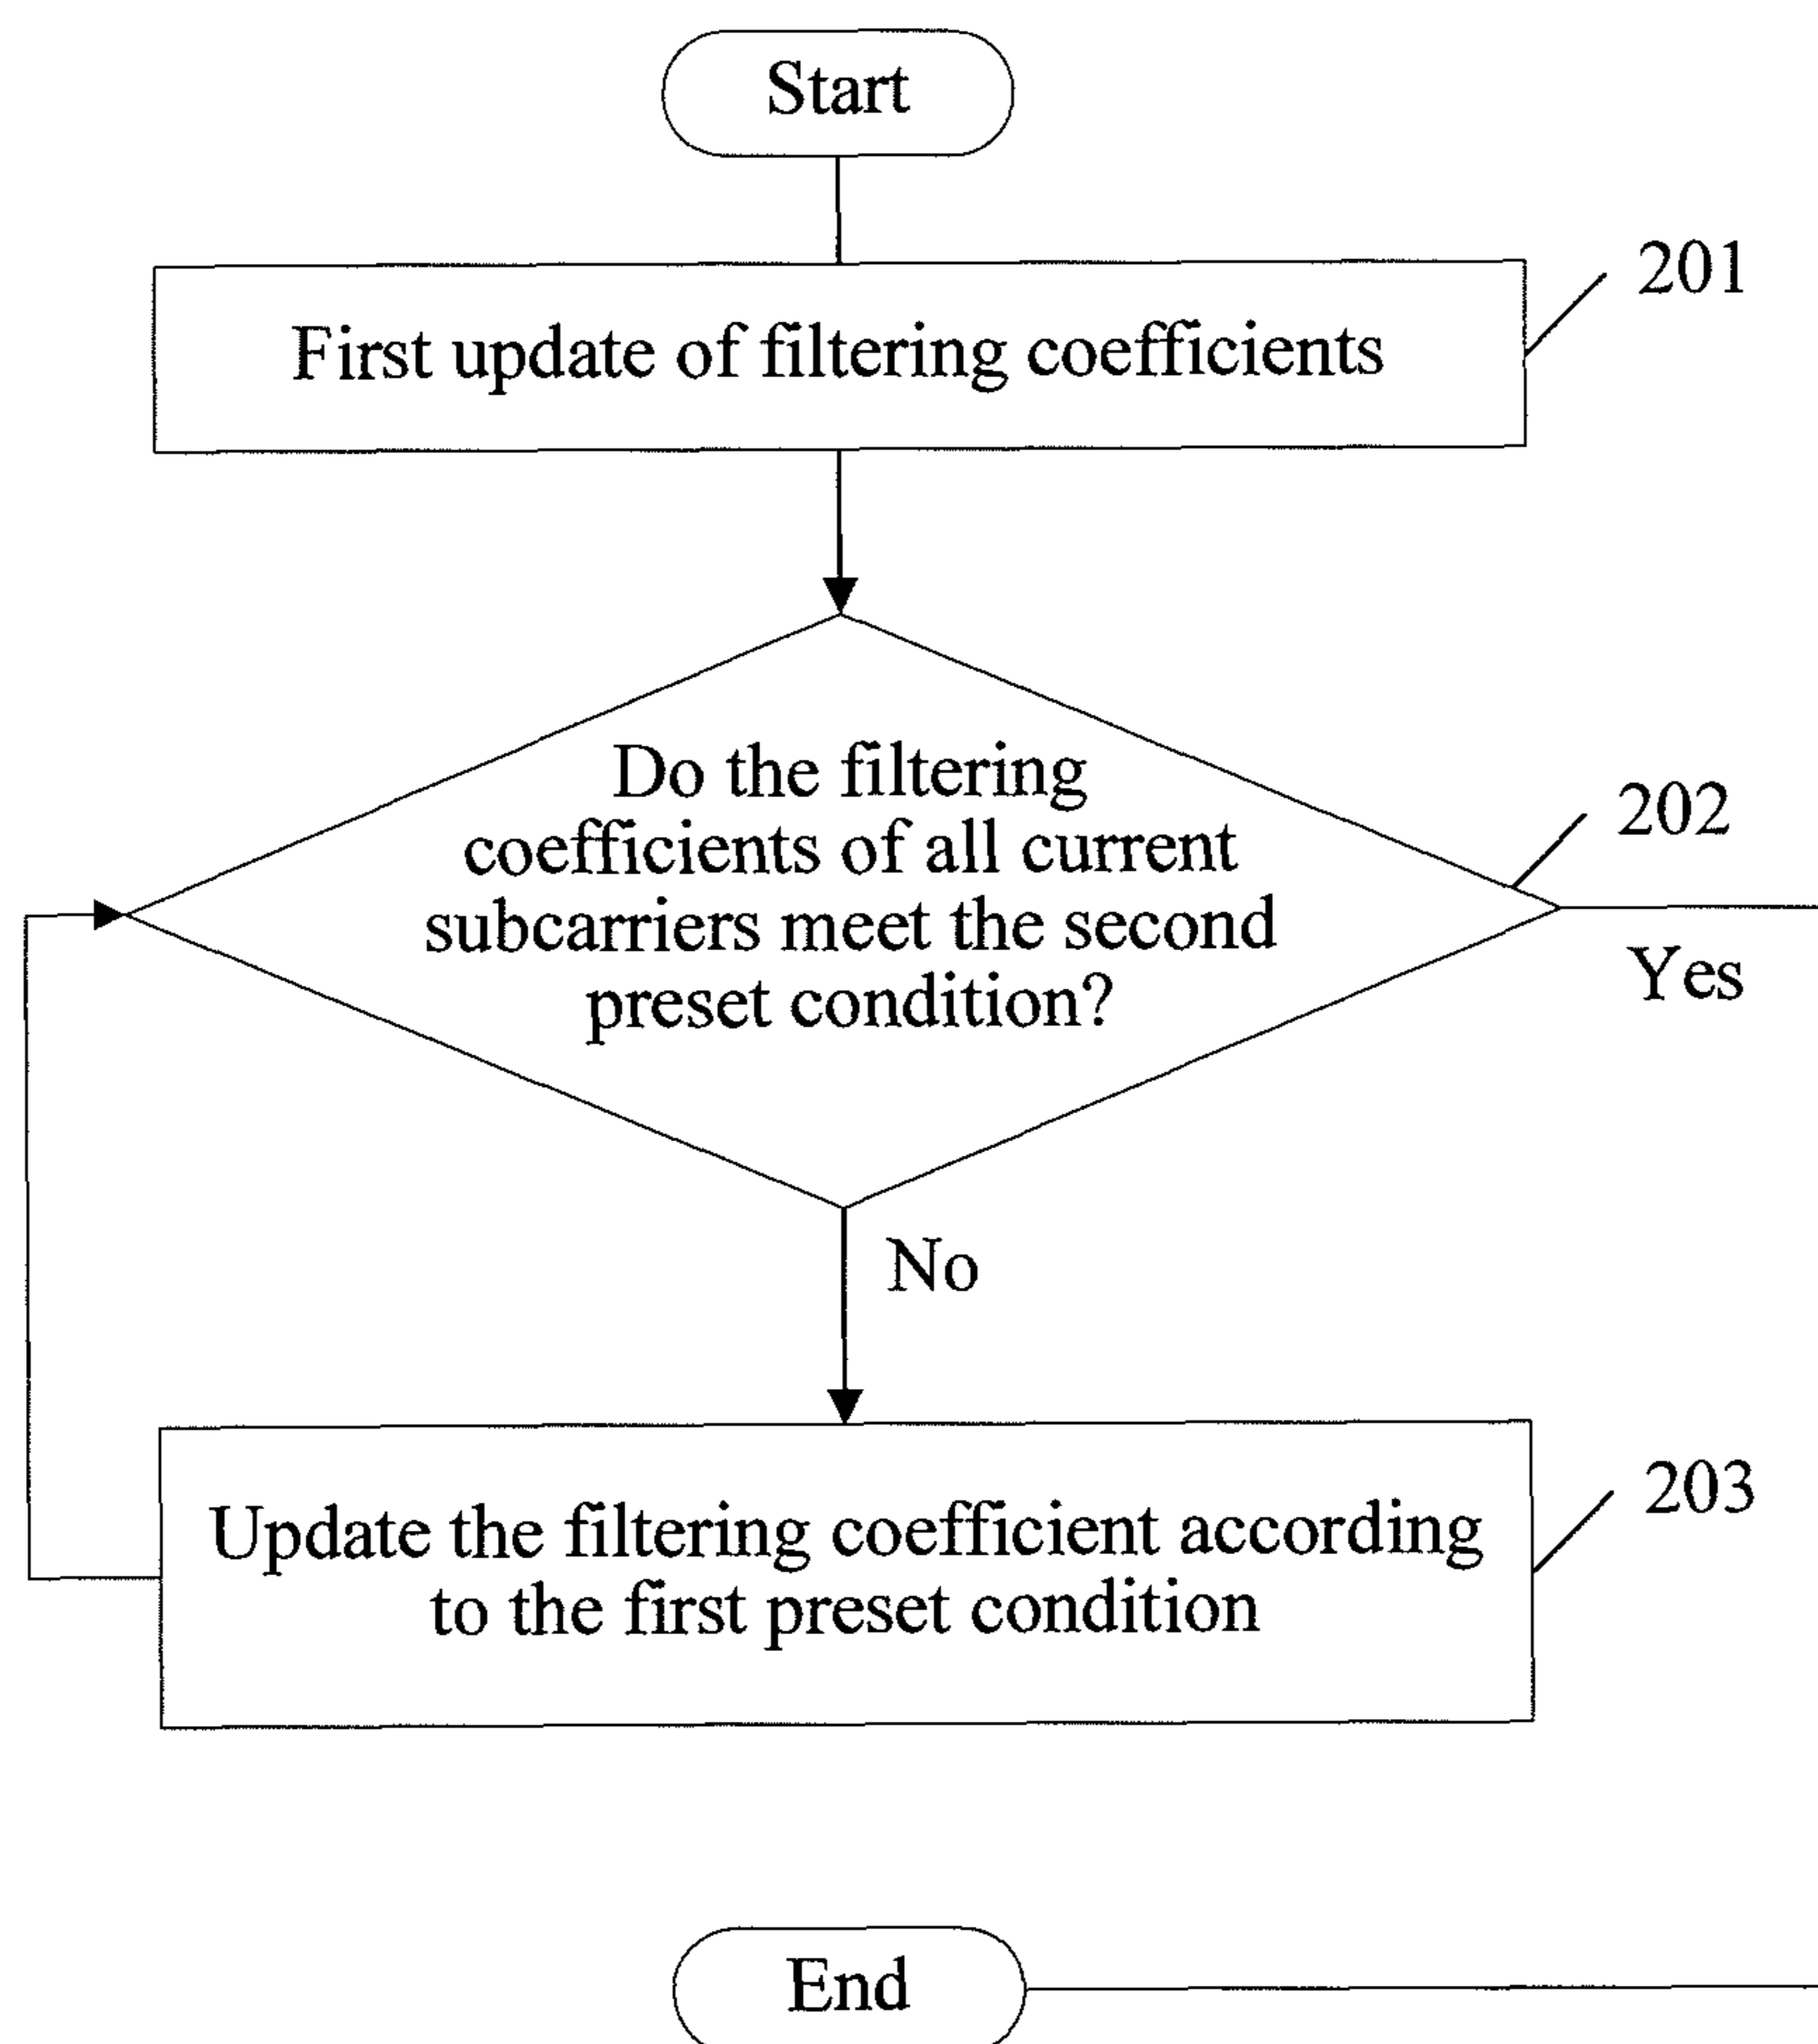 Start
201
First update of filtering coefficients
Do the filtering
coefficients of all current
subcarriers meet the second
preset condition?
202
Yes
No
203
Update the filtering coefficient according
to the first preset condition
End